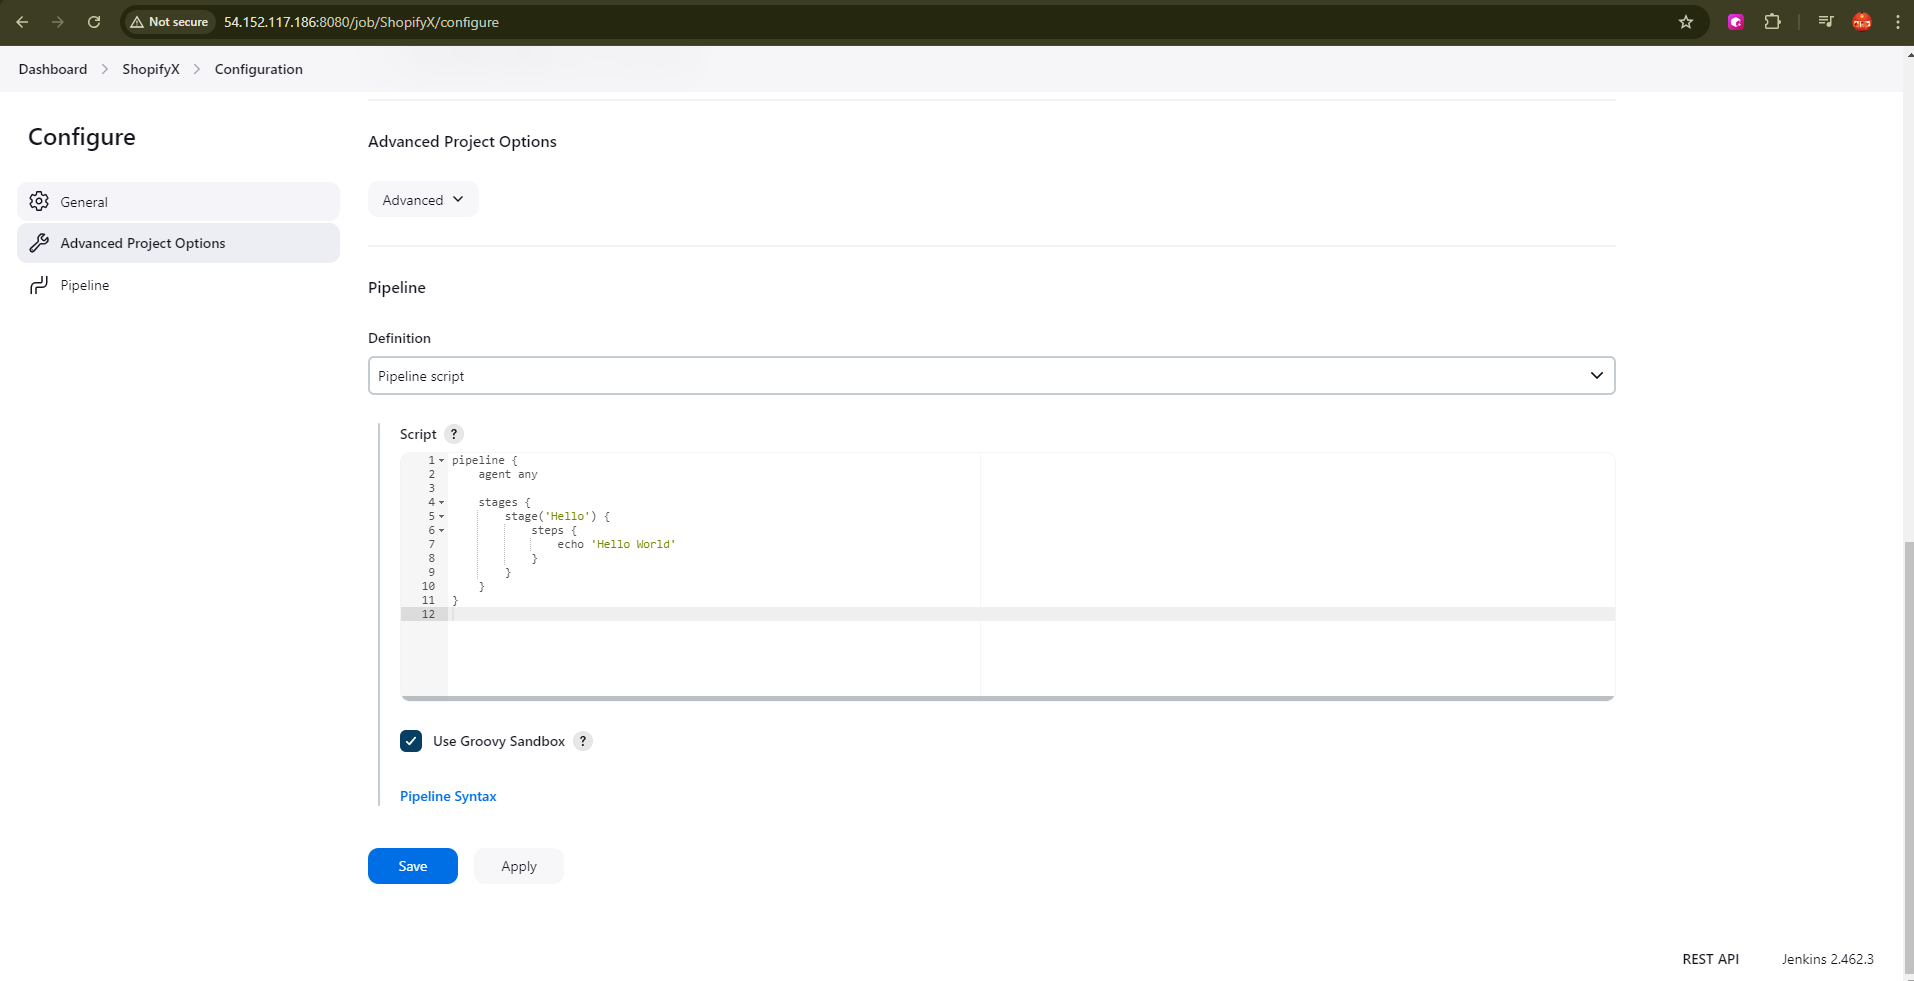 Not secure 54.152.117.186:8080/job/ShopifyX/configure
Dashboard > ShopifyX > Configuration
Configure
General
Advanced Project Options
Pipeline
Advanced Project Options
Advanced
Pipeline
Definition
Pipeline script
Script ?
1 pipeline {
2     agent any
3
4     stages {
5         stage('Hello') {
6             steps {
7                 echo 'Hello World'
8             }
9         }
10     }
11 }
12
Use Groovy Sandbox ?
Pipeline Syntax
Save Apply
REST API Jenkins 2.462.3